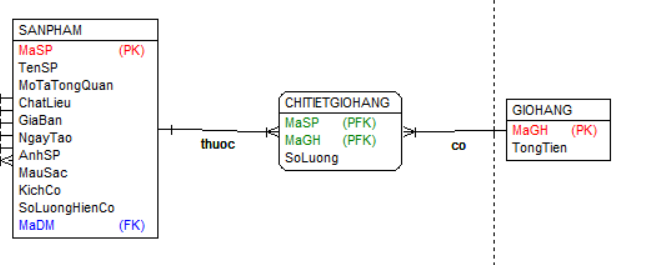 SANPHAM
MaSP (PK)
TenSP
MoTaTongQuan
ChatLieu
GiaBan
NgayTao
AnhSP
MauSac
KichCo
SoLuongHienCo
MaDM (FK)
thuoc
CHITIETGIOHANG
MaSP (PFK)
MaGH (PFK)
SoLuong
co
GIOHANG
MaGH (PK)
TongTien